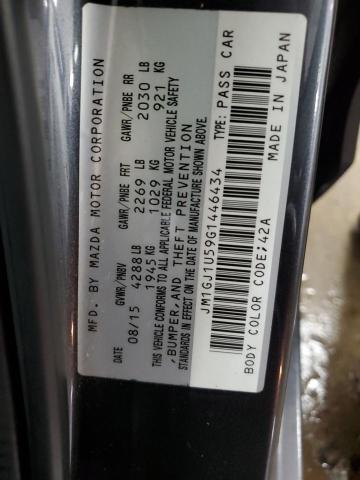 MFD. BY MAZDA MOTOR CORPORATION
DATE GVWR/PNBV GAWR/PNBE FRT GAWR/PNBE RR
08/15 4288 LB 2269 LB 2030 LB
1945 KG 1029 KG 921 KG
THIS VEHICLE CONFORMS TO ALL APPLICABLE FEDERAL MOTOR VEHICLE SAFETY
, BUMPER, AND THEFT PREVENTION
STANDARDS IN EFFECT ON THE DATE OF MANUFACTURE SHOWN ABOVE.
JM1GJ1U59G1446434 TYPE: PASS CAR
BODY COLOR CODE:42A MADE IN JAPAN